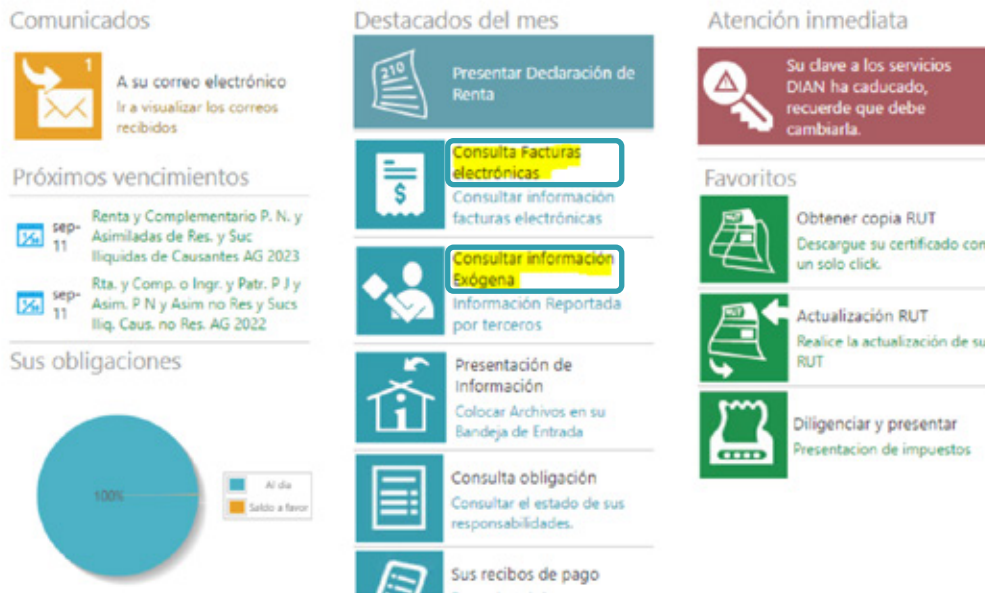 Comunicados
1
A su correo electrónico
Ir a visualizar los correos
recibidos
Próximos vencimientos
sep-
11
Renta y Complementario P. N. y
Asimiladas de Res. y Suc
Iliquidas de Causantes AG 2023
sep-
11
Rta. y Comp. o Ingr. y Patr. P J y
Asim. P N y Asim no Res y Sucs
Iliq. Caus. no Res. AG 2022
Sus obligaciones
100%
Al dia
Saldo a favor
Destacados del mes
210
Presentar Declaración de
Renta
$
Consulta Facturas
electrónicas
Consultar información
facturas electrónicas
Consultar información
Exógena
Información Reportada
por terceros
Presentación de
Información
Colocar Archivos en su
Bandeja de Entrada
Consulta obligación
Consultar el estado de sus
responsabilidades.
Sus recibos de pago
Atención inmediata
Su clave a los servicios
DIAN ha caducado,
recuerde que debe
cambiarla.
Favoritos
RUT
Obtener copia RUT
Descargue su certificado con
un solo click.
RUT
Actualización RUT
Realice la actualización de su
RUT
Diligenciar y presentar
Presentacion de impuestos